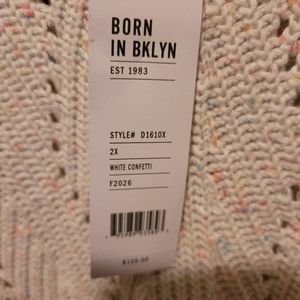 BORN
IN BKLYN
EST 1983
STYLE# D1610X
2X
WHITE CONFETTI
F2026